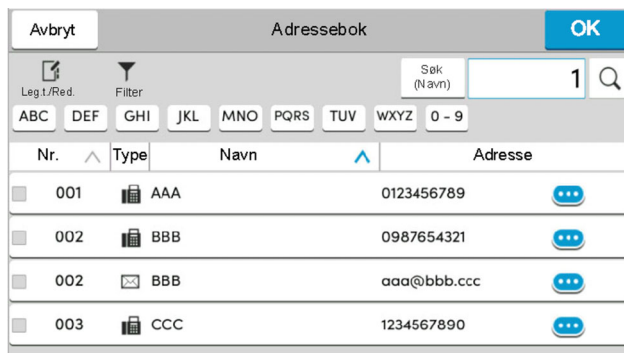 Avbryt Adressebok OK
Leg.t./Red. Filter Søk (Navn) 1
ABC DEF GHI JKL MNO PQRS TUV WXYZ 0 - 9
Nr. Type Navn Adresse
001 AAA 0123456789
002 BBB 0987654321
002 BBB aaa@bbb.ccc
003 CCC 1234567890